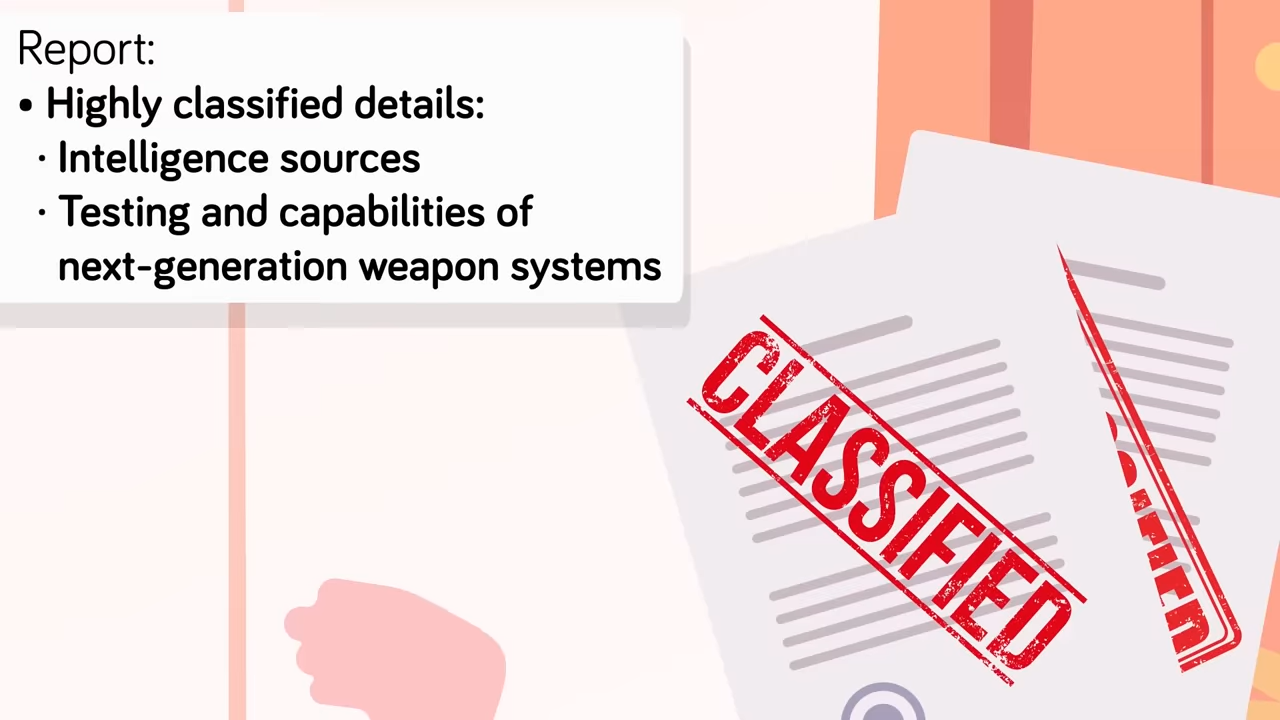 Report:
• Highly classified details:
· Intelligence sources
· Testing and capabilities of
next-generation weapon systems
CLASSIFIED